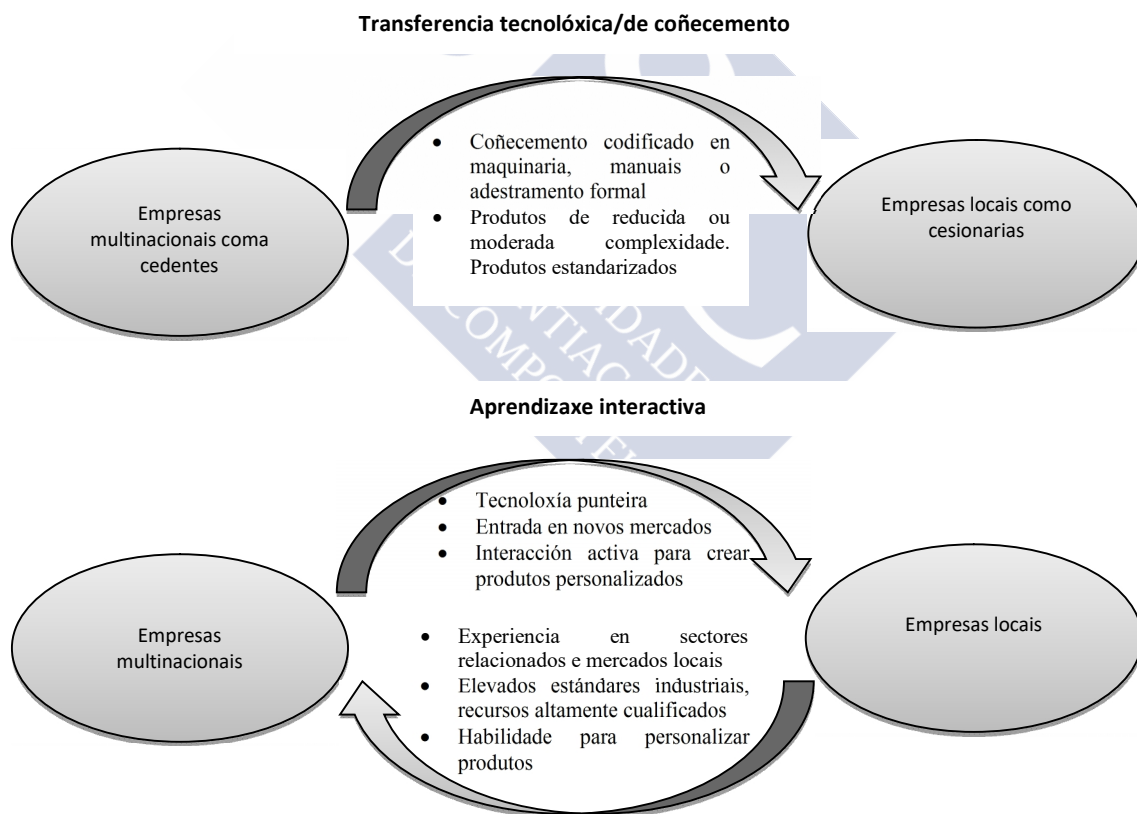 Transferencia tecnolóxica/de coñecemento
Empresas
multinacionais coma
cedentes
• Coñecemento codificado en
maquinaria, manuais o
adestramento formal
• Produtos de reducida ou
moderada complexidade.
Produtos estandarizados
Empresas locais como
cesionarias
DADE
NTIAG
COMPO
Aprendizaxe interactiva
Empresas
multinacionais
• Tecnoloxía punteira
• Entrada en novos mercados
• Interacción activa para crear
produtos personalizados
• Experiencia en sectores
relacionados e mercados locais
• Elevados estándares industriais,
recursos altamente cualificados
• Habilidade para personalizar
produtos
Empresas locais